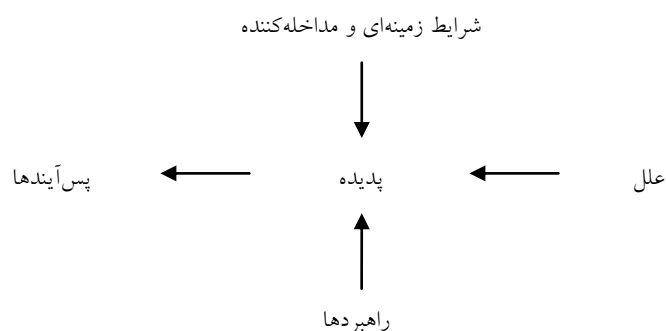 شرایط زمینه‌ای و مداخله‌کننده
علل
پدیده
پس‌آیندها
راهبردها